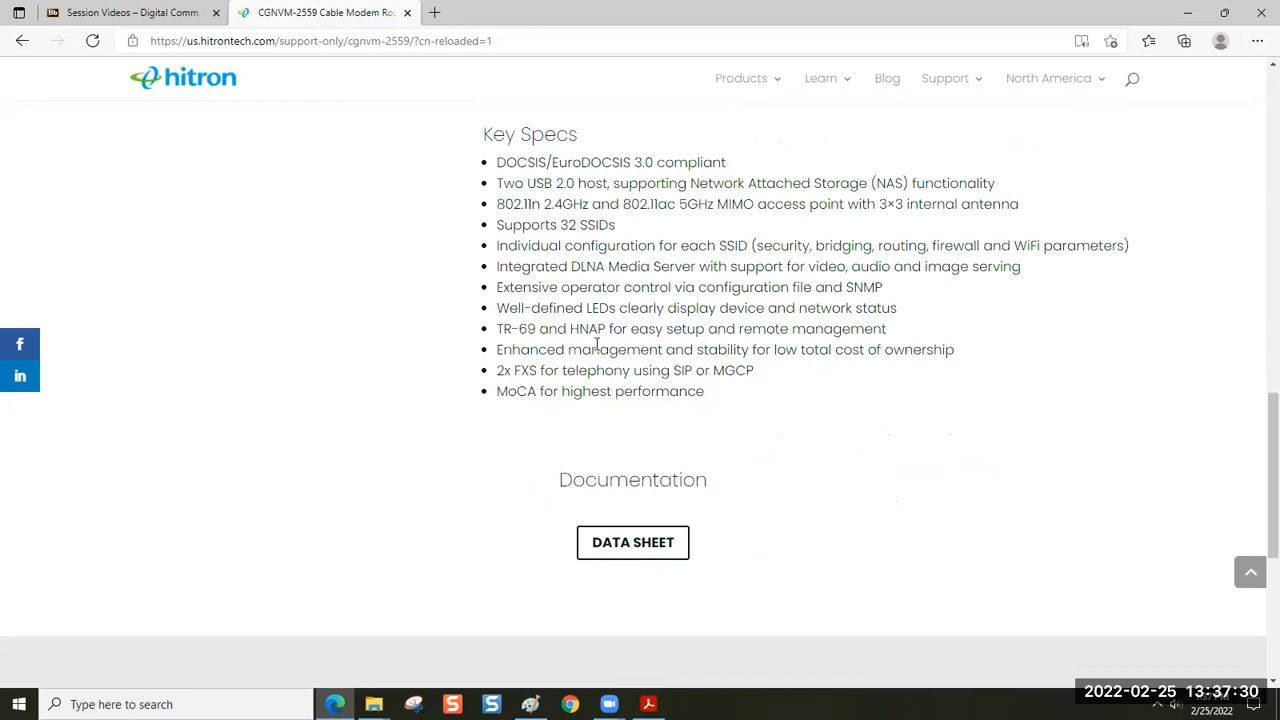 Session Videos – Digital Comm
CGNVM-2559 Cable Modem Rou
https://us.hitrontech.com/support-only/cgnvm-2559/?cn-reloaded=1
hitron
Products
Learn
Blog
Support
North America
Key Specs
• DOCSIS/EuroDOCSIS 3.0 compliant
• Two USB 2.0 host, supporting Network Attached Storage (NAS) functionality
• 802.11n 2.4GHz and 802.11ac 5GHz MIMO access point with 3×3 internal antenna
• Supports 32 SSIDs
• Individual configuration for each SSID (security, bridging, routing, firewall and WiFi parameters)
• Integrated DLNA Media Server with support for video, audio and image serving
• Extensive operator control via configuration file and SNMP
• Well-defined LEDs clearly display device and network status
• TR-69 and HNAP for easy setup and remote management
• Enhanced management and stability for low total cost of ownership
• 2x FXS for telephony using SIP or MGCP
• MoCA for highest performance
Documentation
DATA SHEET
Type here to search
2022-02-25 13:37:30
2/25/2022